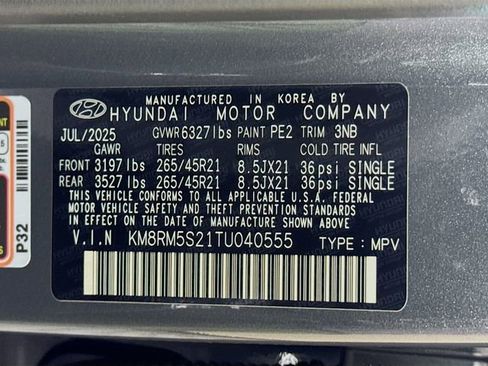 MANUFACTURED IN KOREA BY
HYUNDAI MOTOR COMPANY
JUL/2025 GVWR 6327lbs PAINT PE2 TRIM 3NB
GAWR TIRES RIMS COLD TIRE INFL
FRONT 3197lbs 265/45R21 8.5JX21 36psi SINGLE
REAR 3527lbs 265/45R21 8.5JX21 36psi SINGLE
THIS VEHICLE CONFORMS TO ALL APPLICABLE U.S.A. FEDERAL
MOTOR VEHICLE SAFETY, BUMPER, AND THEFT PREVENTION STANDARDS
IN EFFECT ON THE DATE OF MANUFACTURE SHOWN ABOVE.
V.I.N KM8RM5S21TU040555 TYPE : MPV
P32